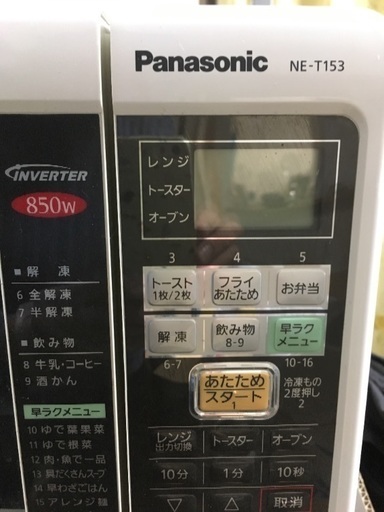 Panasonic NE-T153
INVERTER
850W
レンジ
トースター
オーブン
3 4 5
トースト
1枚/2枚
フライ
あたため
お弁当
解凍
飲み物
8-9
早ラク
メニュー
6-7
10-16
あたため
スタート
1
冷凍もの
2度押し
2
レンジ
出力切換
トースター
オーブン
10分
1分
10秒
▽
△
取消
■解凍
6 全解凍
7 半解凍
■飲み物
8 牛乳・コーヒー
9 酒かん
早ラクメニュー
10 ゆで葉果菜
11 ゆで根菜
12 肉・魚で一品
13 具だくさんスープ
14 早わざごはん
15 アレンジ麺